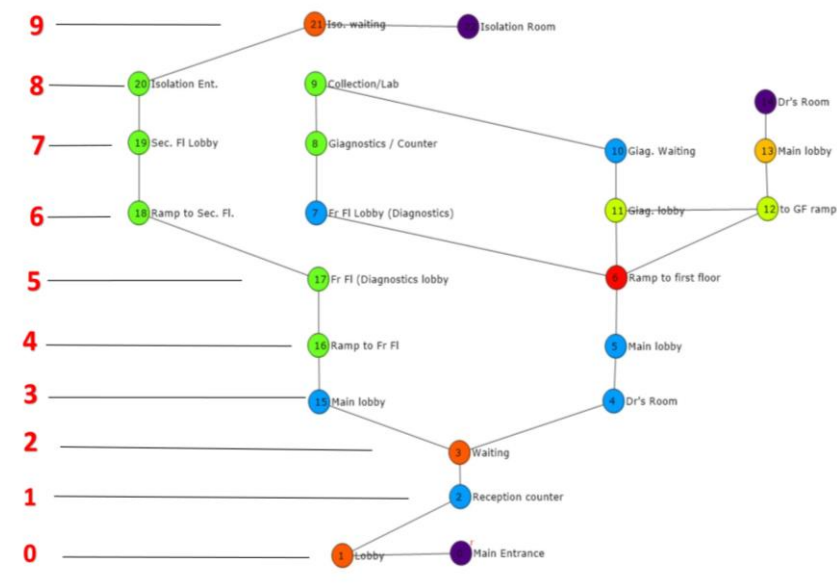 9
21 Iso. waiting
Isolation Room
8
20 Isolation Ent.
9 Collection/Lab
Dr's Room
7
19 Sec. Fl Lobby
8 Giagnostics / Counter
10 Giag. Waiting
13 Main lobby
6
18 Ramp to Sec. Fl.
7 Fr Fl Lobby (Diagnostics)
11 Giag. lobby
12 to GF ramp
5
17 Fr Fl (Diagnostics lobby
6 Ramp to first floor
4
16 Ramp to Fr Fl
5 Main lobby
3
15 Main lobby
4 Dr's Room
2
3 Waiting
1
2 Reception counter
0
1 Lobby
Main Entrance